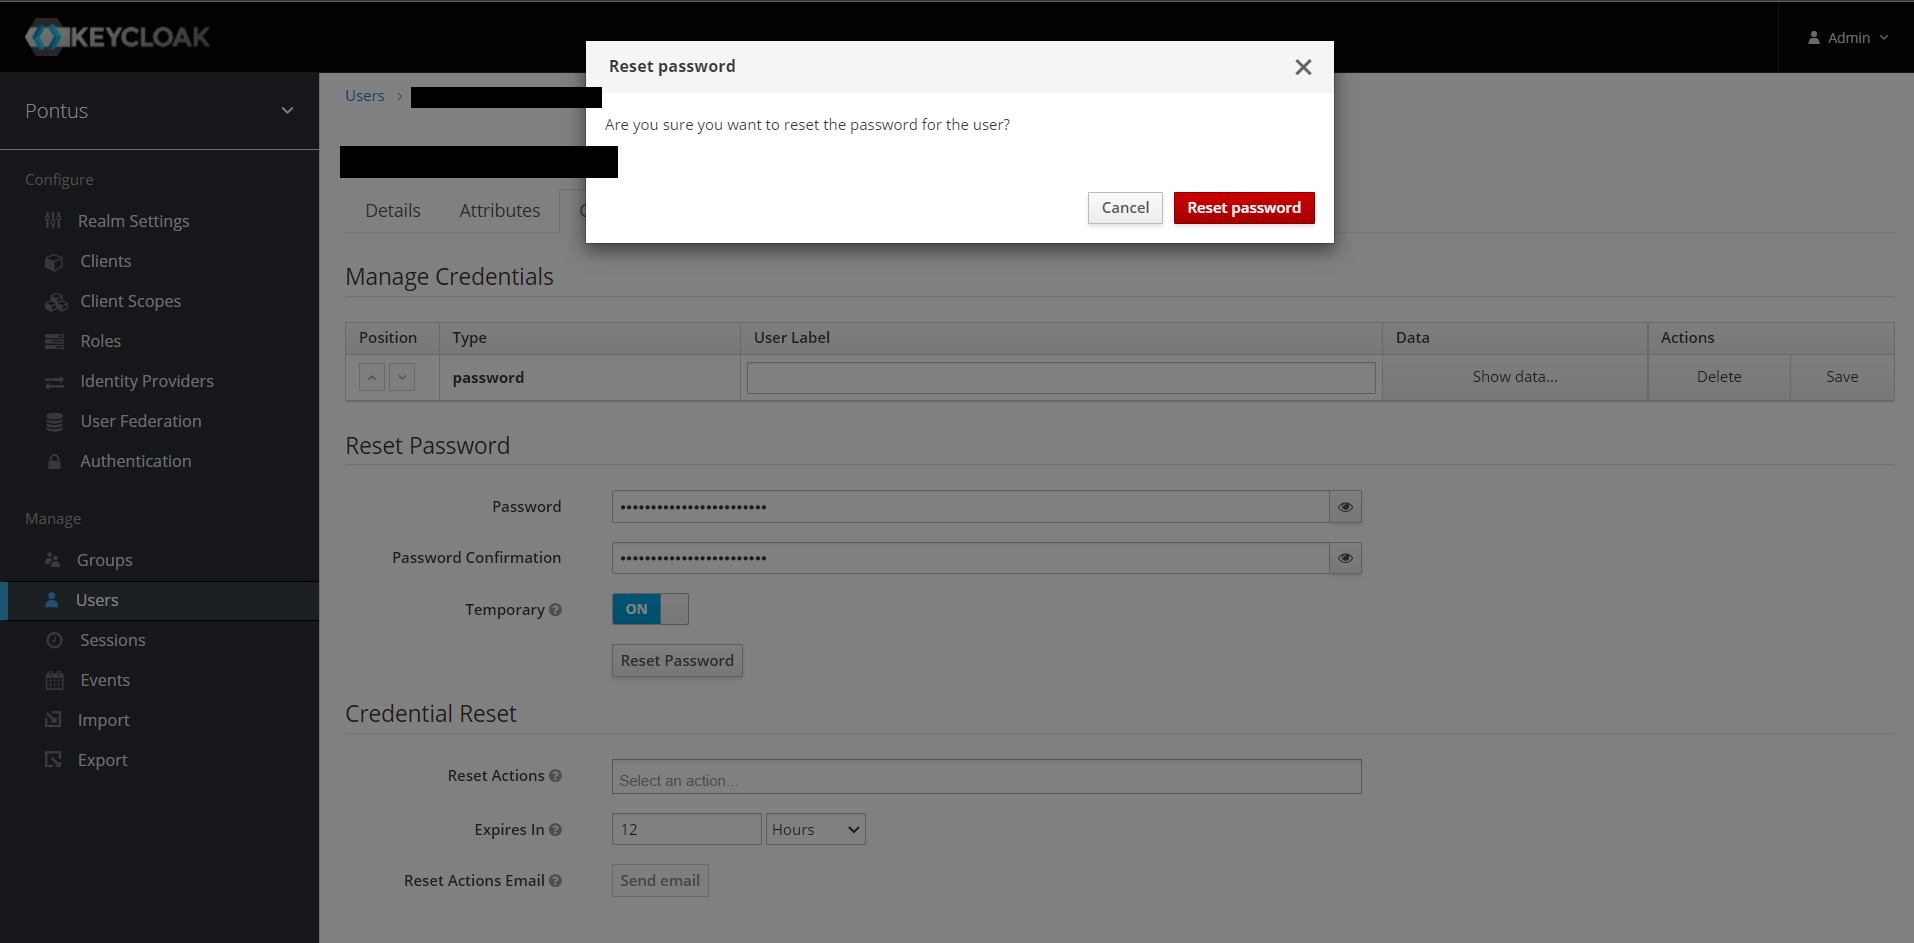 KEYCLOAK
Admin
Reset password
Are you sure you want to reset the password for the user?
Cancel
Reset password
Pontus
Configure
Realm Settings
Clients
Client Scopes
Roles
Identity Providers
User Federation
Authentication
Manage
Groups
Users
Sessions
Events
Import
Export
Users >
Details Attributes
Manage Credentials
Position Type User Label Data Actions
password Show data... Delete Save
Reset Password
Password ••••••••••••••••••••••••
Password Confirmation ••••••••••••••••••••••••
Temporary ON
Reset Password
Credential Reset
Reset Actions Select an action...
Expires In 12 Hours
Reset Actions Email Send email